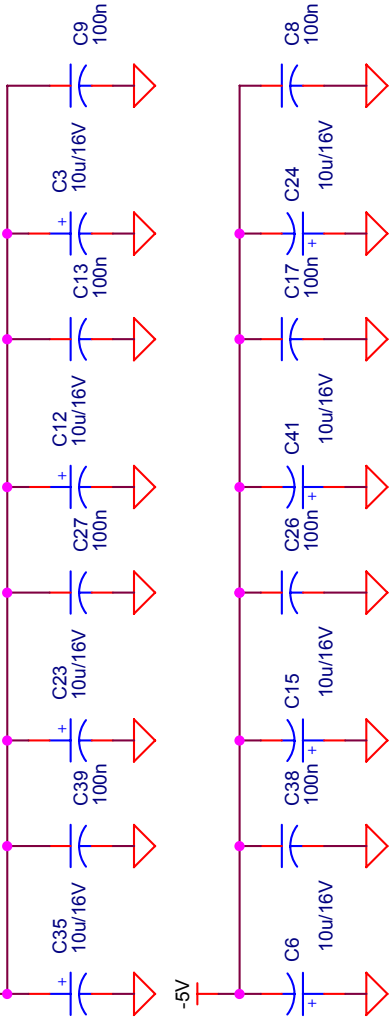 C9
100n
C3
10u/16V
C13
100n
C12
10u/16V
C27
100n
C23
10u/16V
C39
100n
C35
10u/16V
C8
100n
C24
10u/16V
C17
100n
C41
10u/16V
C26
100n
C15
10u/16V
C38
100n
C6
10u/16V
-5V
+
+
+
+
+
+
+
+